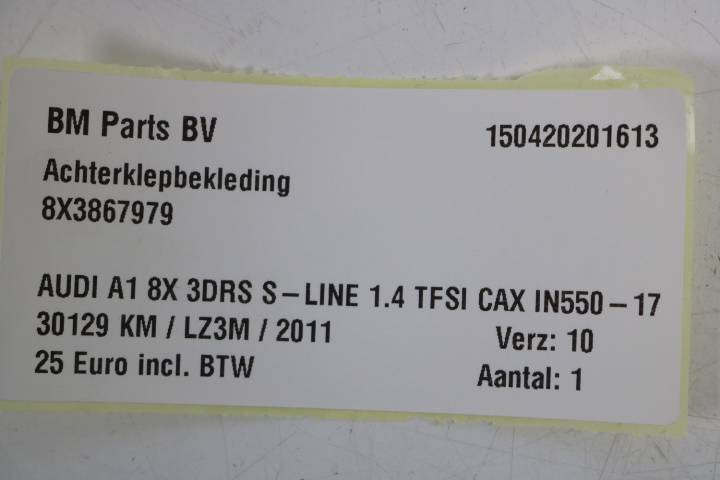 BM Parts BV 150420201613
Achterklepbekleding
8X3867979
AUDI A1 8X 3DRS S-LINE 1.4 TFSI CAX IN550-17
30129 KM / LZ3M / 2011 Verz: 10
25 Euro incl. BTW Aantal: 1